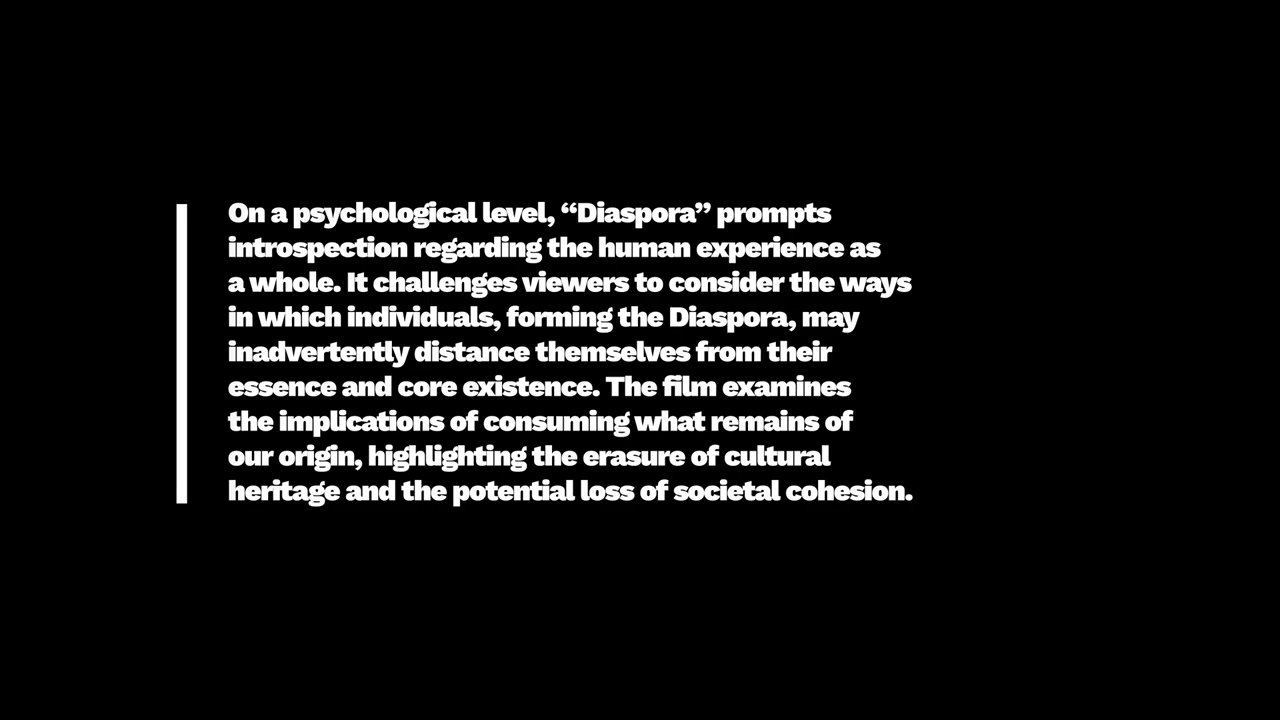 On a psychological level, “Diaspora” prompts
introspection regarding the human experience as
a whole. It challenges viewers to consider the ways
in which individuals, forming the Diaspora, may
inadvertently distance themselves from their
essence and core existence. The film examines
the implications of consuming what remains of
our origin, highlighting the erasure of cultural
heritage and the potential loss of societal cohesion.